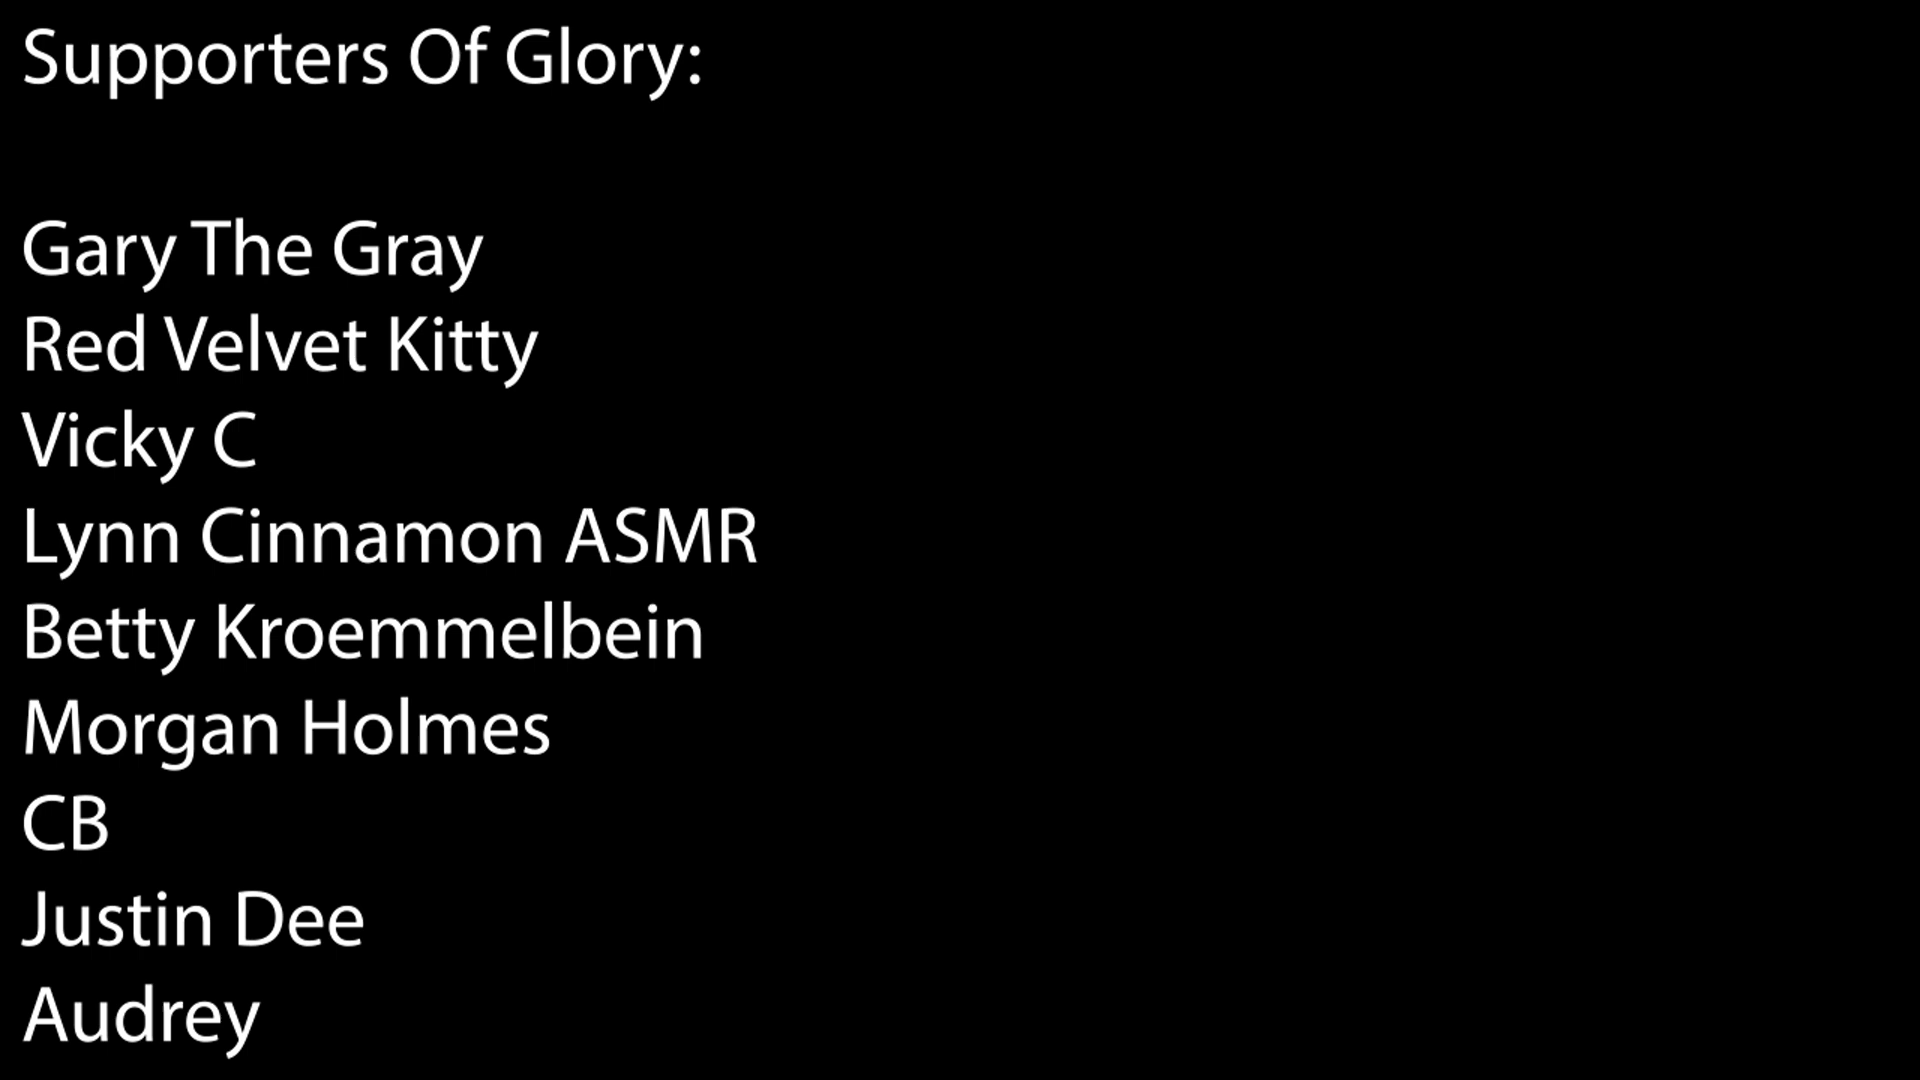 Supporters Of Glory:
Gary The Gray
Red Velvet Kitty
Vicky C
Lynn Cinnamon ASMR
Betty Kroemmelbein
Morgan Holmes
CB
Justin Dee
Audrey